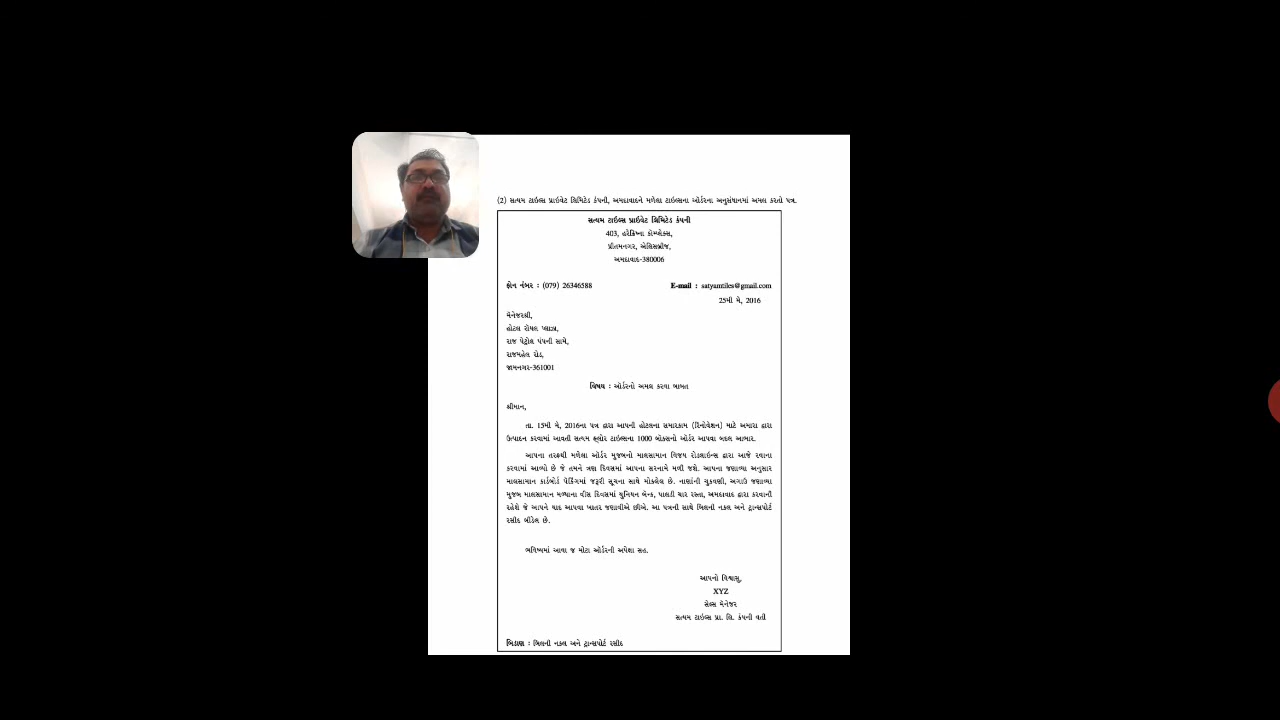 (2) સત્યમ ટાઇલ્સ પ્રાઇવેટ લિમિટેડ કંપની, અમદાવાદને મળેલા ટાઇલ્સના ઑર્ડરના અનુસંધાનમાં અમલ કરતો પત્ર.
સત્યમ ટાઇલ્સ પ્રાઇવેટ લિમિટેડ કંપની
403, હરેક્રિષ્ના કૉમ્પ્લેક્સ,
પ્રીતમનગર, એલિસબ્રીજ,
અમદાવાદ-380006
ફોન નંબર : (079) 26346588 E-mail : satyamtiles@gmail.com
25મી મે, 2016
મૅનેજરશ્રી,
હોટલ રોયલ પ્લાઝા,
રાજ પેટ્રોલ પંપની સામે,
રાજમહેલ રોડ,
જામનગર-361001
વિષય : ઑર્ડરનો અમલ કરવા બાબત
શ્રીમાન,
તા. 15મી મે, 2016ના પત્ર દ્વારા આપની હોટલના સમારકામ (રિનોવેશન) માટે અમારા દ્વારા
ઉત્પાદન કરવામાં આવતી સત્યમ ફ્લોર ટાઇલ્સના 1000 બૉક્સનો ઑર્ડર આપવા બદલ આભાર.
આપના તરફથી મળેલા ઑર્ડર મુજબનો માલસામાન વિજય રોડલાઇન્સ દ્વારા આજે રવાના
કરવામાં આવ્યો છે જે તમને ત્રણ દિવસમાં આપના સરનામે મળી જશે. આપના જણાવ્યા અનુસાર
માલસામાન કાર્ડબોર્ડ પૅકિંગમાં જરૂરી સૂચના સાથે મોકલેલ છે. નાણાંની ચુકવણી, અગાઉ જણાવ્યા
મુજબ માલસામાન મળ્યાના વીસ દિવસમાં યુનિયન બૅન્ક, પાલડી ચાર રસ્તા, અમદાવાદ દ્વારા કરવાની
રહેશે જે આપને યાદ આપવા ખાતર જણાવીએ છીએ. આ પત્રની સાથે બિલની નકલ અને ટ્રાન્સપોર્ટ
રસીદ બીડેલ છે.
ભવિષ્યમાં આવા જ મોટા ઑર્ડરની અપેક્ષા સહ.
આપનો વિશ્વાસુ,
XYZ
સેલ્સ મૅનેજર
સત્યમ ટાઇલ્સ પ્રા. લિ. કંપની વતી
બિડાણ : બિલની નકલ અને ટ્રાન્સપોર્ટ રસીદ